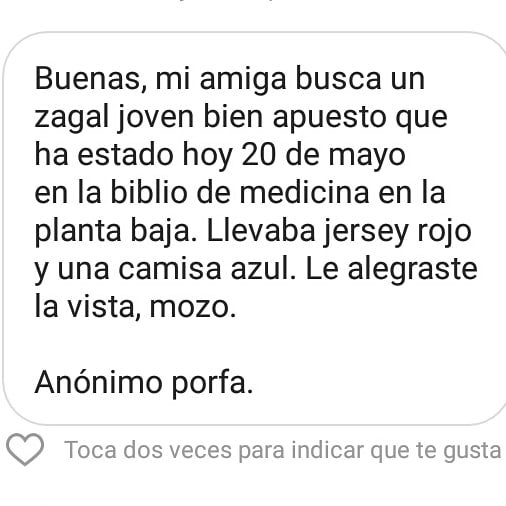 Buenas, mi amiga busca un
zagal joven bien apuesto que
ha estado hoy 20 de mayo
en la biblio de medicina en la
planta baja. Llevaba jersey rojo
y una camisa azul. Le alegraste
la vista, mozo.
Anónimo porfa.
Toca dos veces para indicar que te gusta